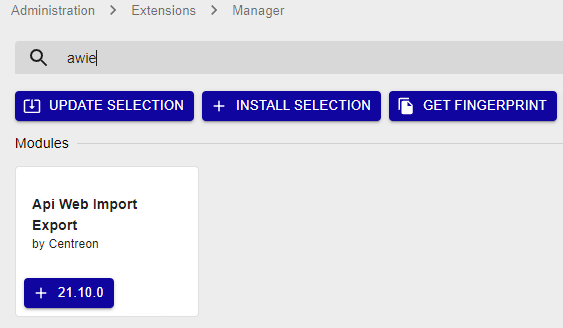 Administration > Extensions > Manager
awie
UPDATE SELECTION + INSTALL SELECTION GET FINGERPRINT
Modules
Api Web Import
Export
by Centreon
+ 21.10.0